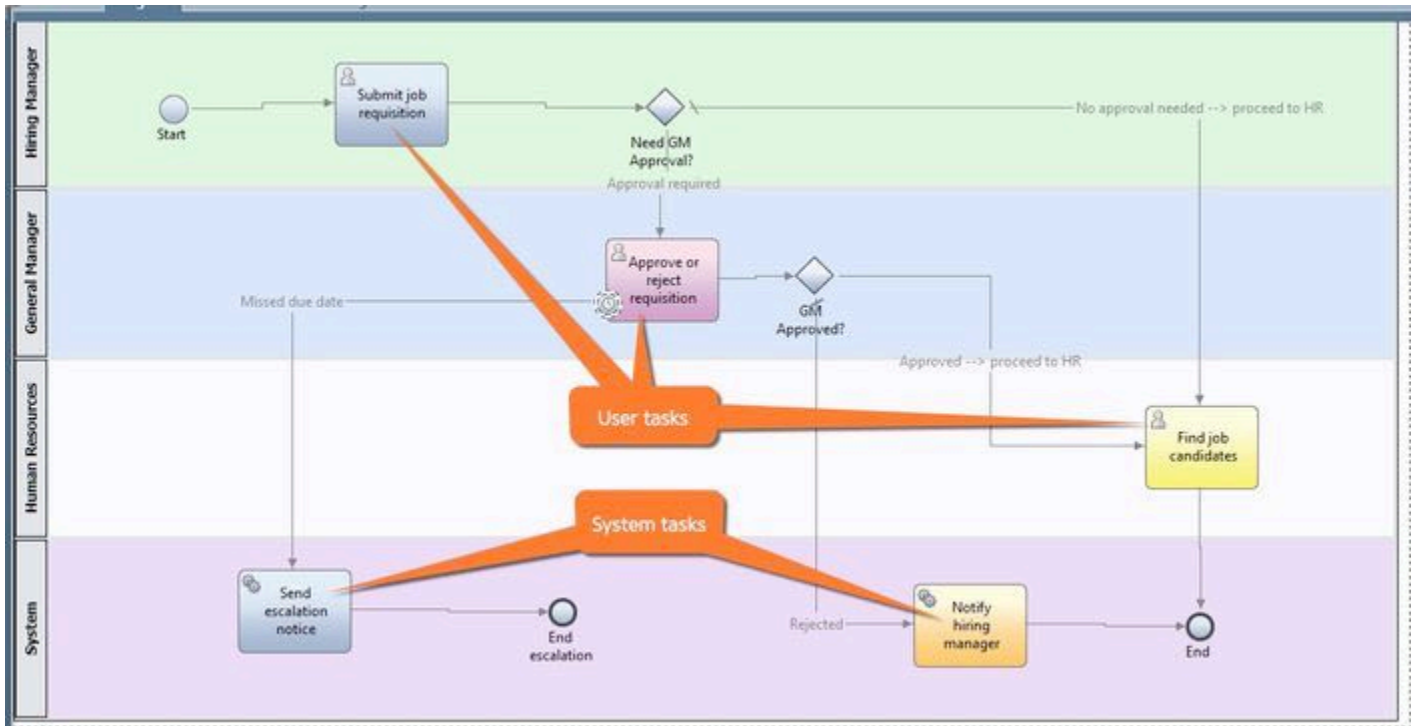 Hiring Manager
Start
Submit job
requisition
Need GM
Approval?
No approval needed --> proceed to HR
Approval required
General Manager
Missed due date
Approve or
reject
requisition
GM
Approved?
Approved --> proceed to HR
Human Resources
User tasks
Find job
candidates
System tasks
System
Send
escalation
notice
End
escalation
Rejected
Notify
hiring
manager
End